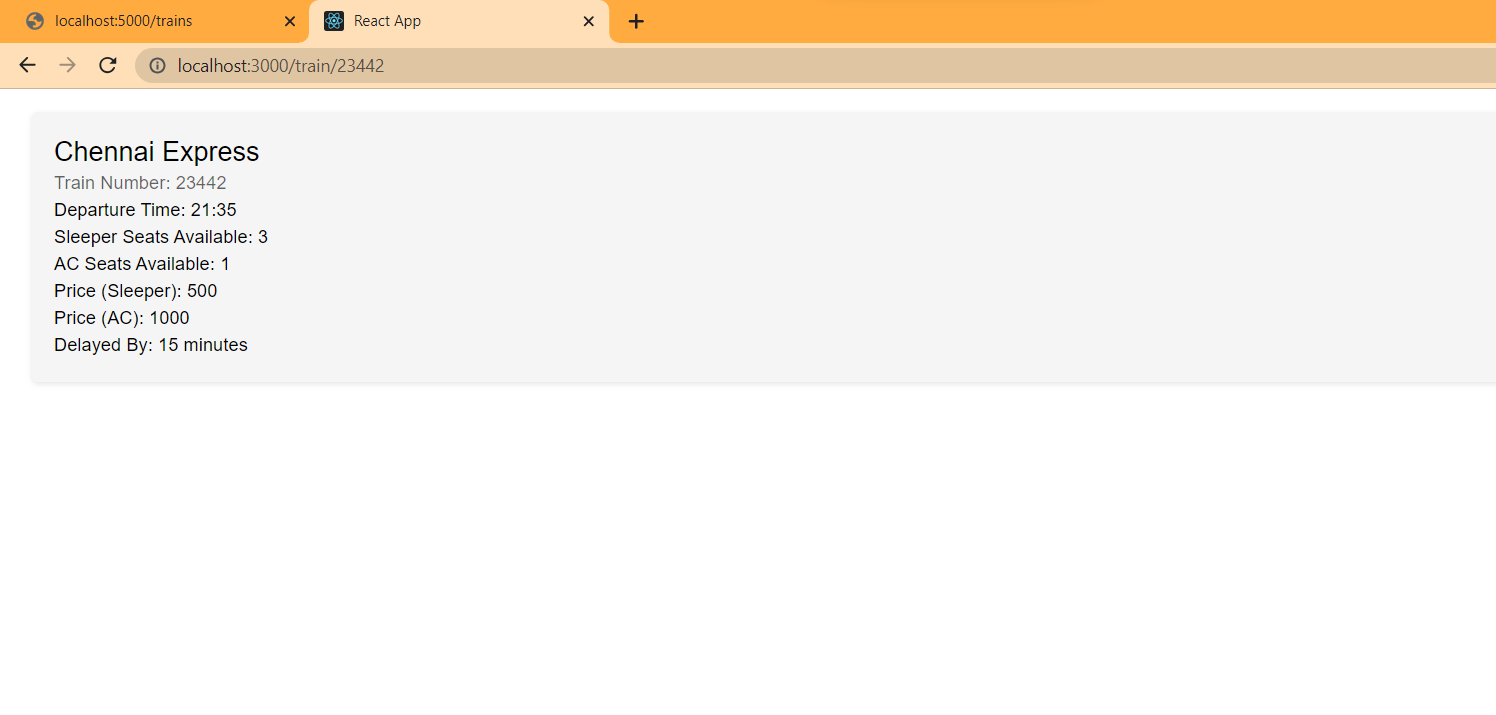 localhost:5000/trains
React App
localhost:3000/train/23442
Chennai Express
Train Number: 23442
Departure Time: 21:35
Sleeper Seats Available: 3
AC Seats Available: 1
Price (Sleeper): 500
Price (AC): 1000
Delayed By: 15 minutes